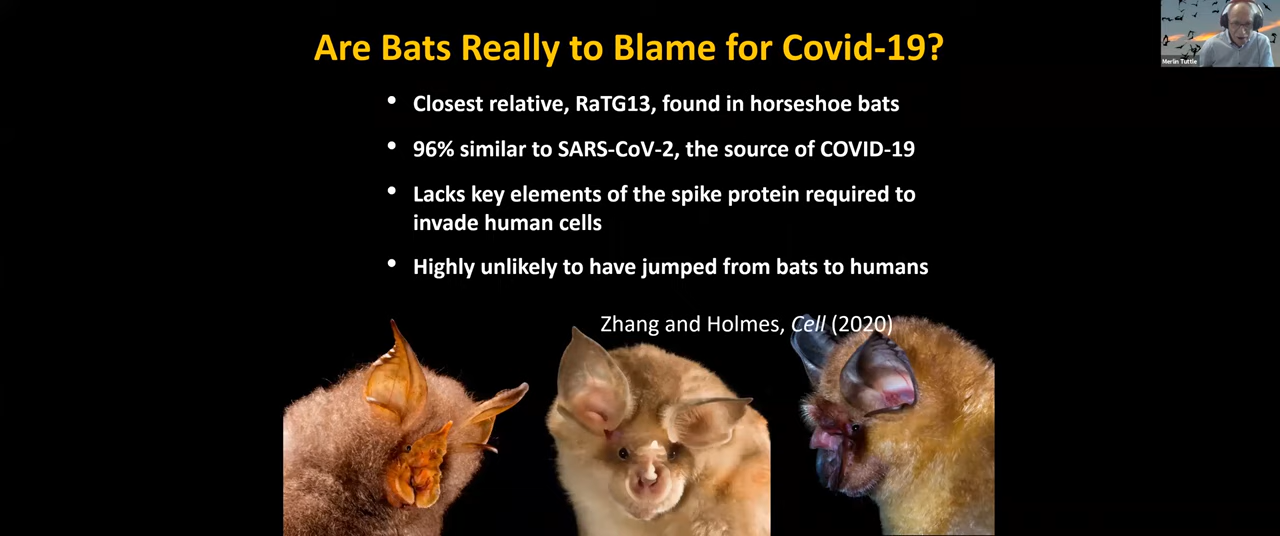 Are Bats Really to Blame for Covid-19?
Merlin Tuttle
• Closest relative, RaTG13, found in horseshoe bats
• 96% similar to SARS-CoV-2, the source of COVID-19
• Lacks key elements of the spike protein required to
invade human cells
• Highly unlikely to have jumped from bats to humans
Zhang and Holmes, Cell (2020)